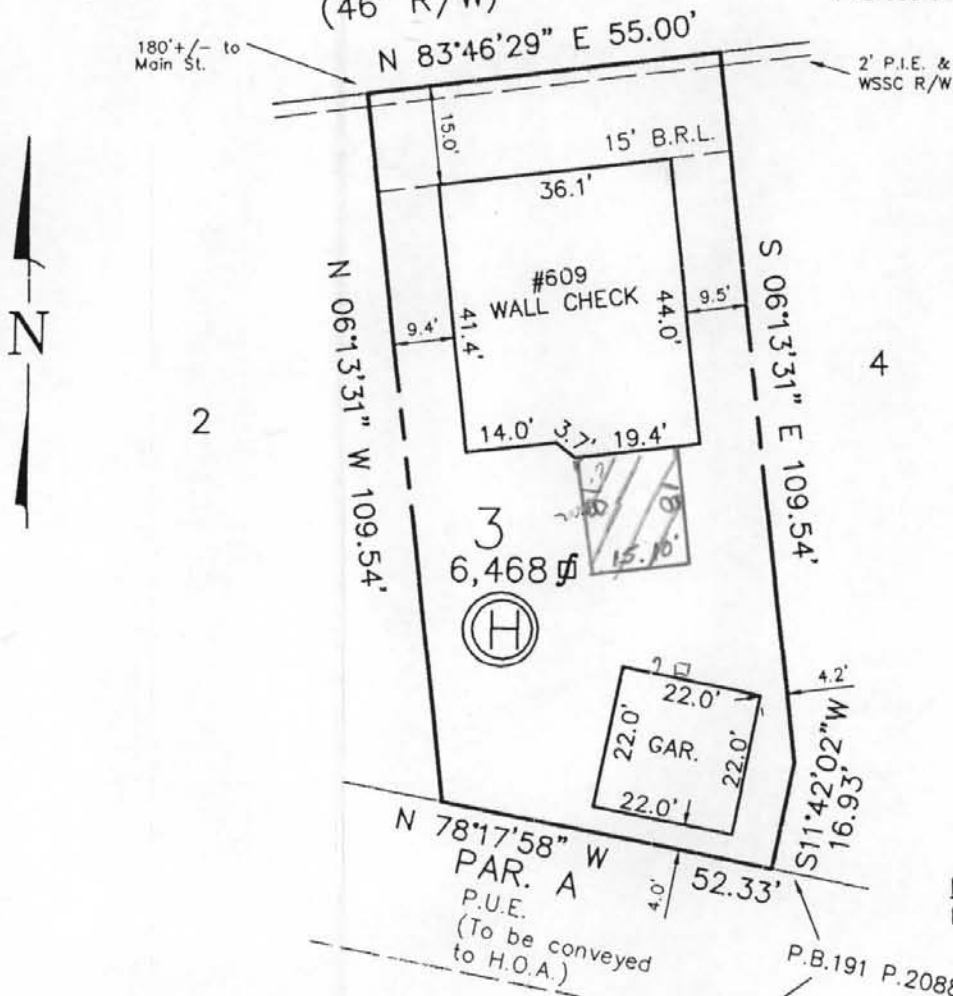 (46' R/W)
180'+/- to
Main St.
N 83°46'29" E 55.00'
2' P.I.E. &
WSSC R/W
15.0'
15' B.R.L.
36.1'
N
#609
WALL CHECK
N 06°13'31" W 109.54'
9.4'
41.4'
44.0'
9.5'
S 06°13'31" E 109.54'
2
4
14.0'
3.7'
19.4'
3
6,468
15.10'
H
22.0'
22.0'
GAR.
22.0'
22.0'
4.2'
S11°42'02"W
16.93'
N 78°17'58" W
52.33'
PAR. A
4.0'
P.U.E.
(To be conveyed
to H.O.A.)
P.B.191 P.2088